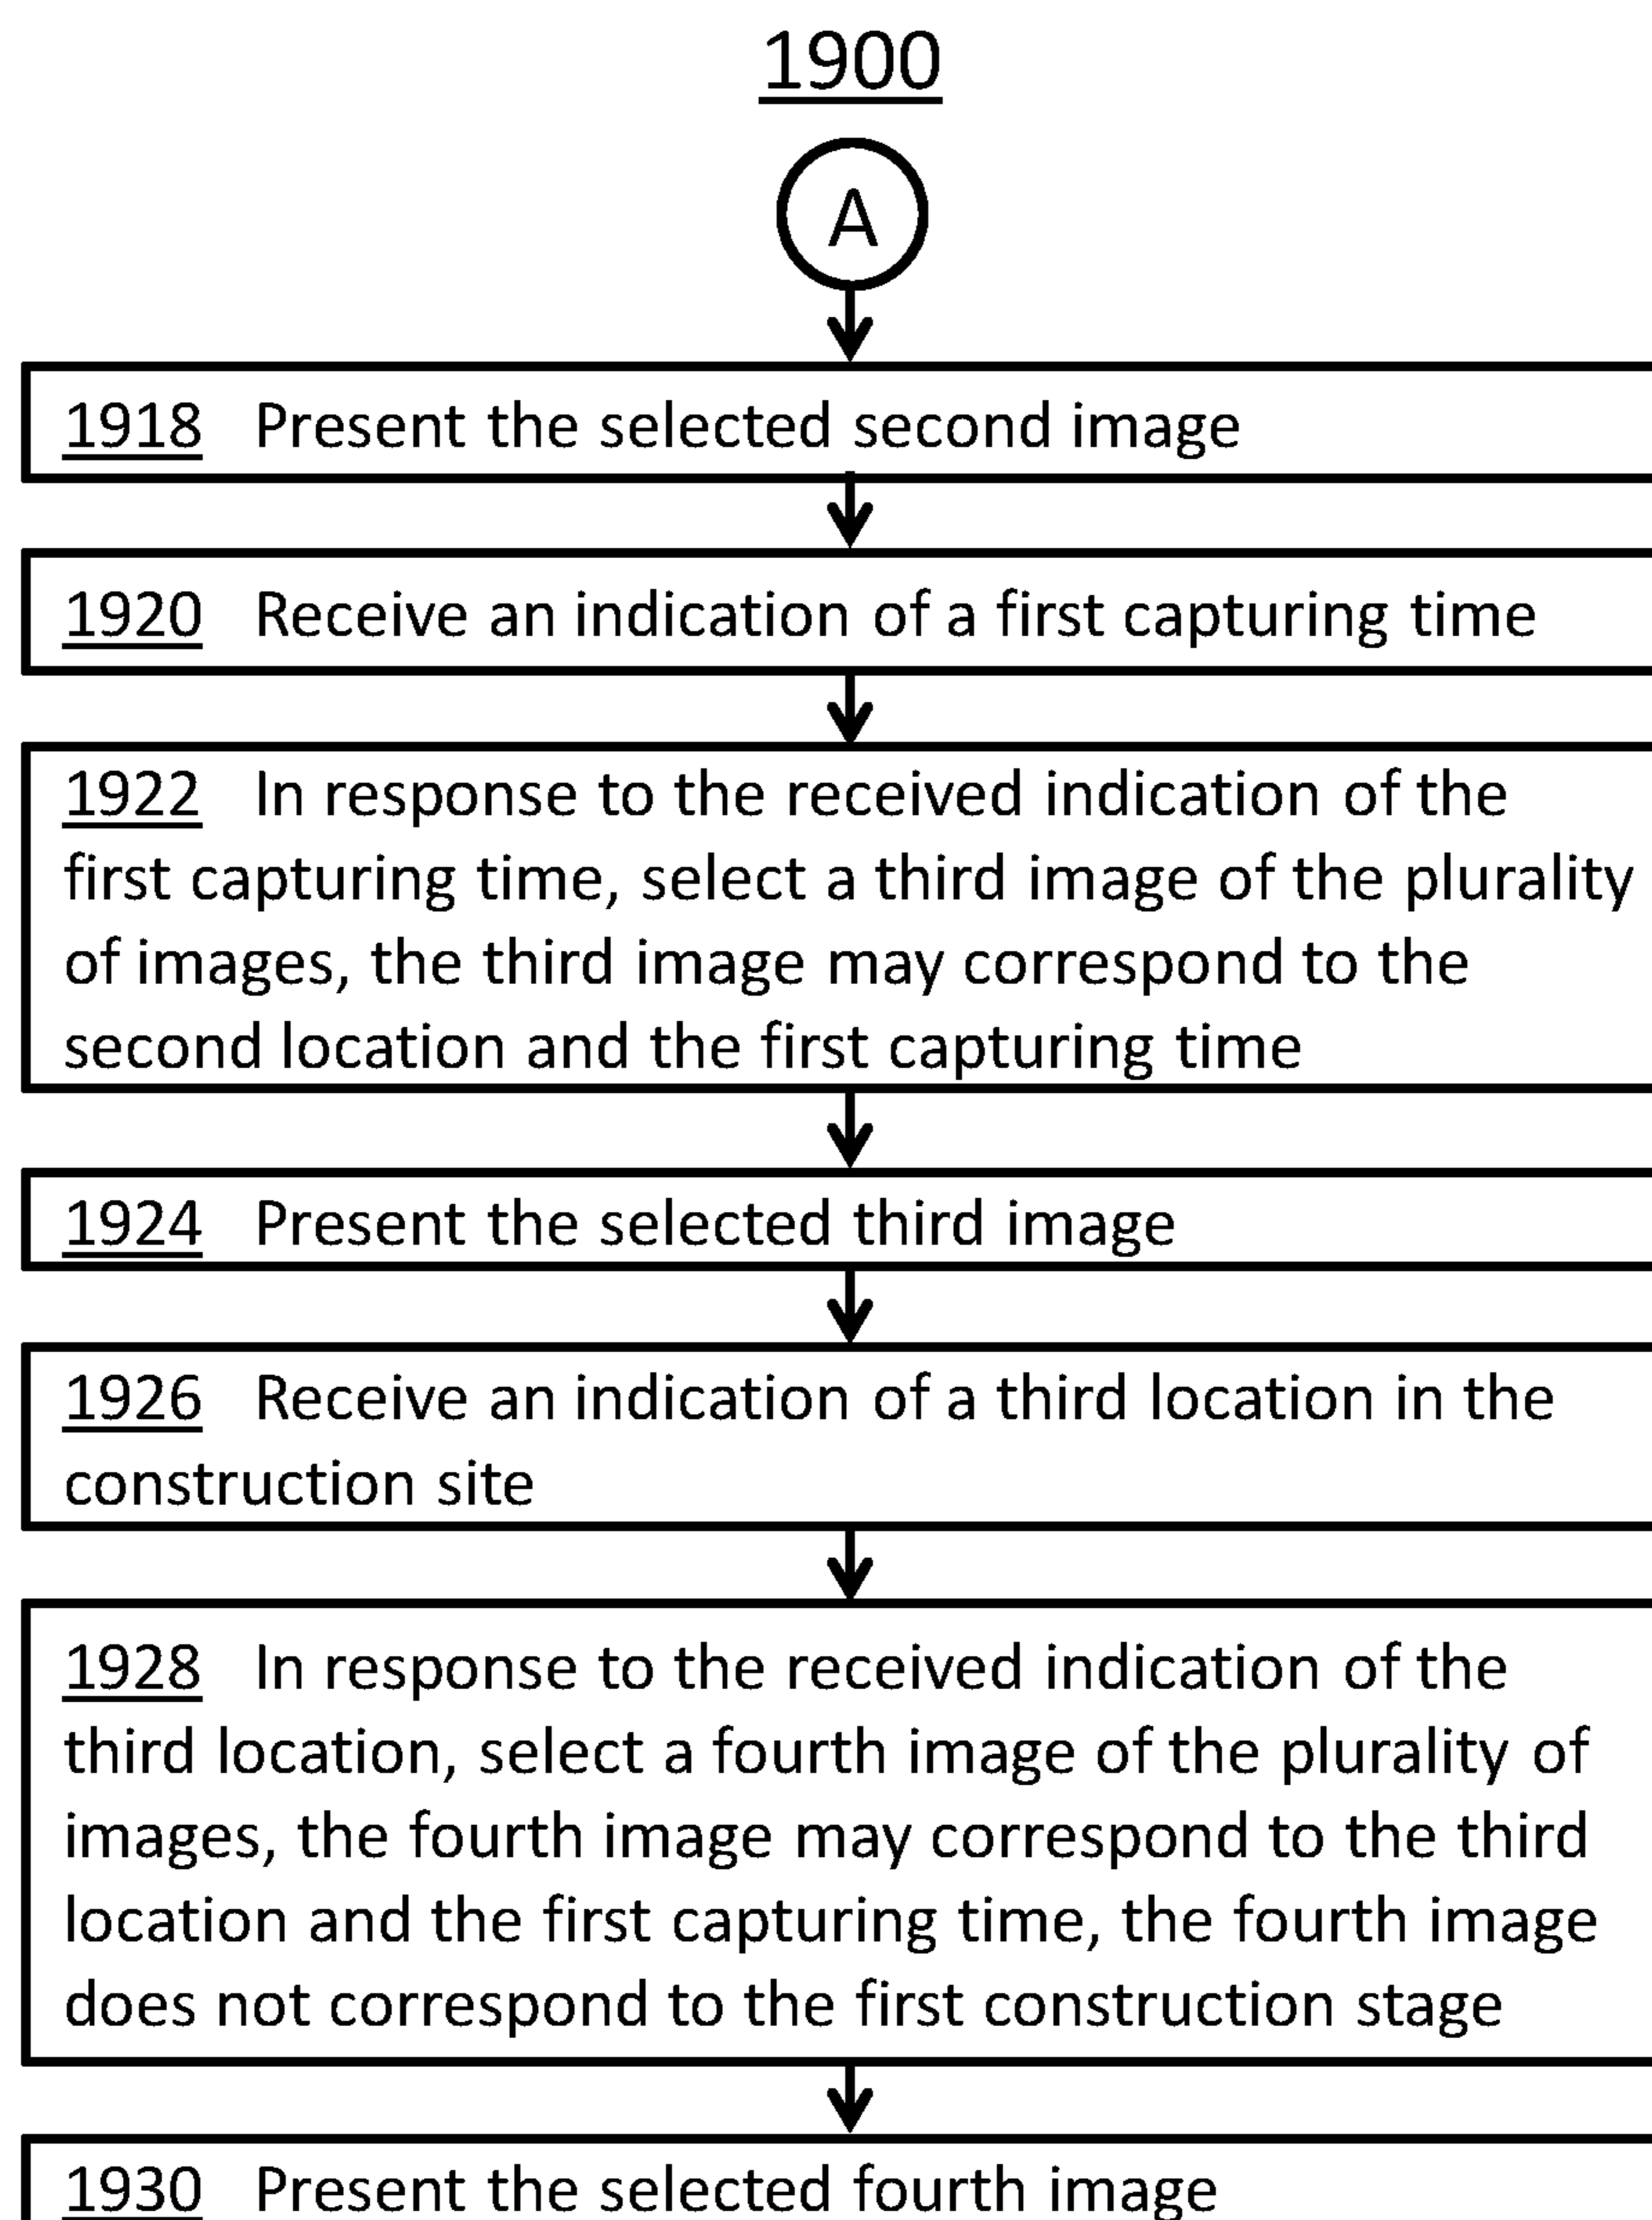 1900
A
1918 Present the selected second image
1920 Receive an indication of a first capturing time
1922 In response to the received indication of the
first capturing time, select a third image of the plurality
of images, the third image may correspond to the
second location and the first capturing time
1924 Present the selected third image
1926 Receive an indication of a third location in the
construction site
1928 In response to the received indication of the
third location, select a fourth image of the plurality of
images, the fourth image may correspond to the third
location and the first capturing time, the fourth image
does not correspond to the first construction stage
1930 Present the selected fourth image